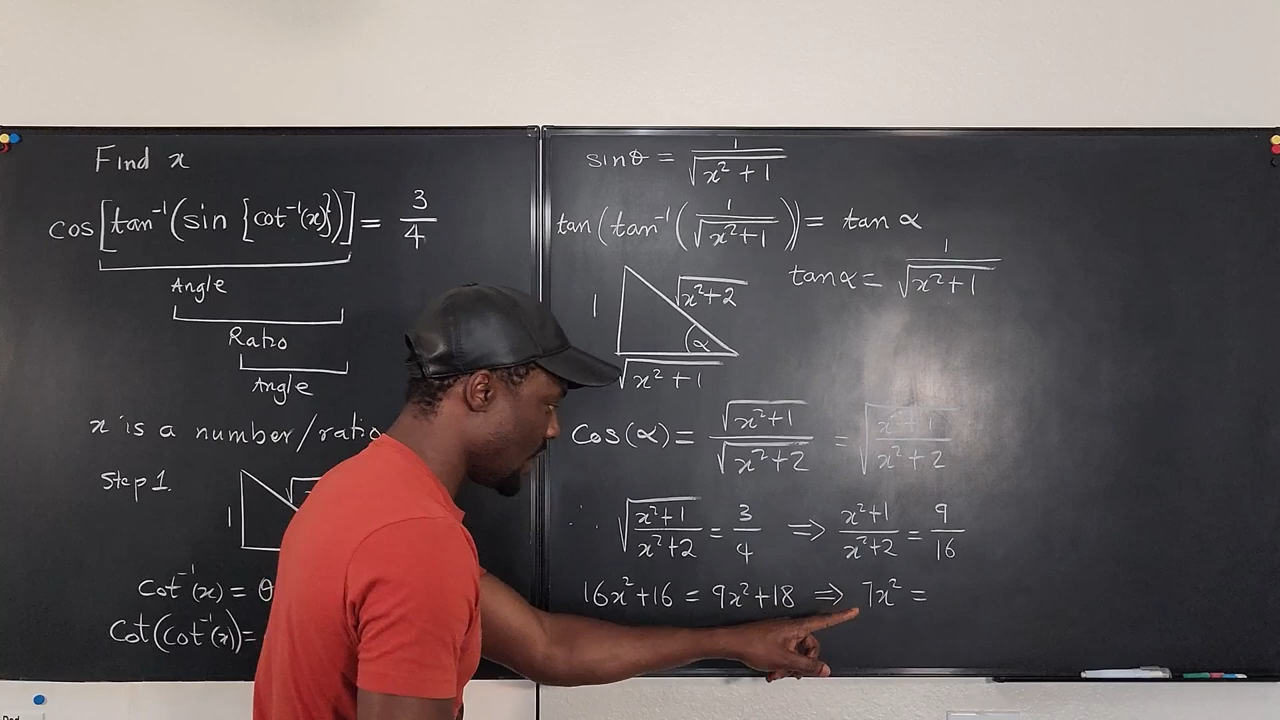 Find x
cos[tan⁻¹(sin{cot⁻¹(x)})] = 3/4
Angle
Ratio
Angle
x is a number/ratio
Step 1.
1
√
cot⁻¹(x) = θ
cot(cot⁻¹(x)) =
sinθ = 1/√(x²+1)
tan(tan⁻¹(1/√(x²+1))) = tan α
tanα = 1/√(x²+1)
1
√(x²+2)
α
√(x²+1)
cos(α) = √(x²+1)/√(x²+2) = √((x²+1)/(x²+2))
∴ √((x²+1)/(x²+2)) = 3/4 ⇒ (x²+1)/(x²+2) = 9/16
16x²+16 = 9x²+18 ⇒ 7x² =